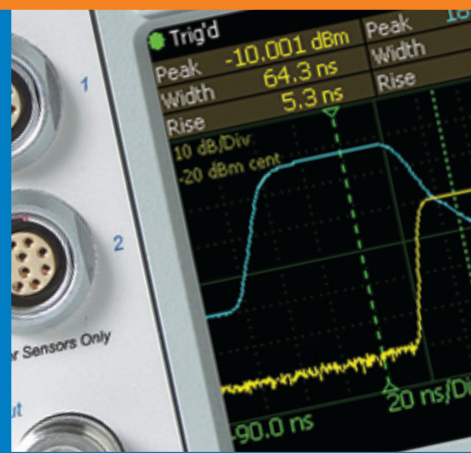 Trig'd
Peak -10.001 dBm Peak
Width 64.3 ns Width
Rise 5.3 ns Rise
10 dB/Div
-20 dBm cent
1
2
Sensors Only
-90.0 ns 20 ns/Di